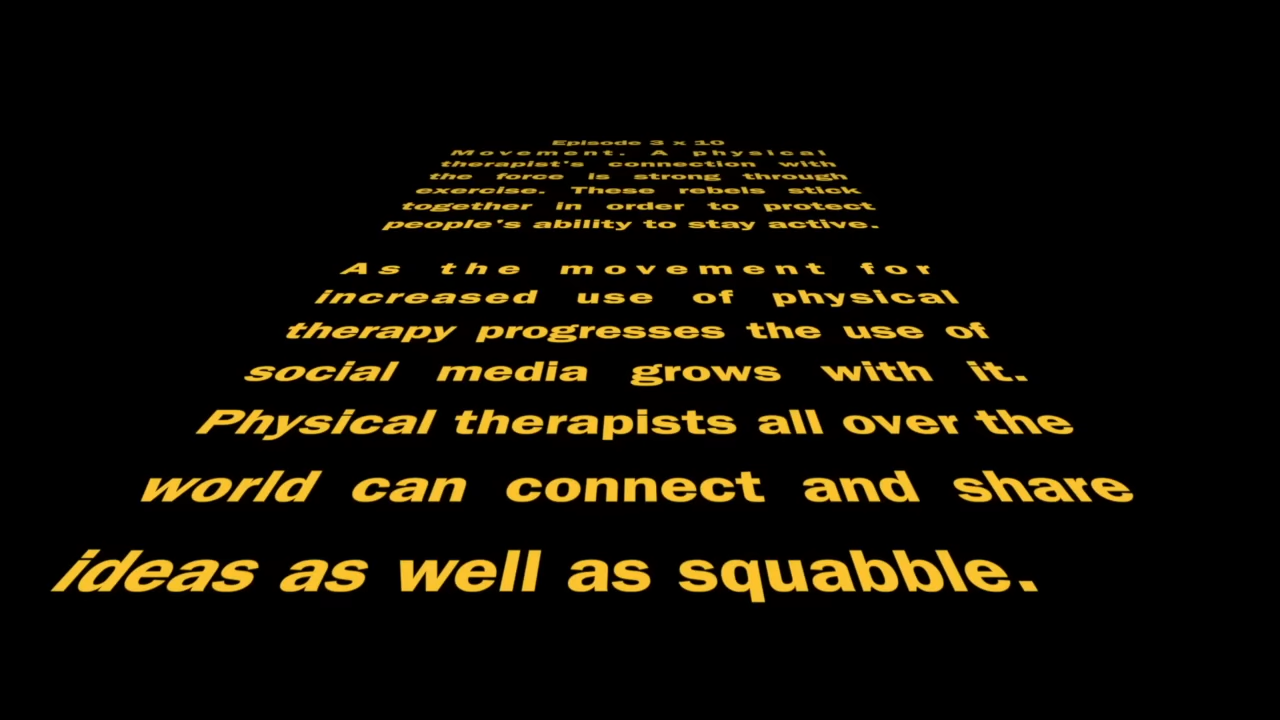 Episode 3 x 10
Movement. A physical
therapist's connection with
the force is strong through
exercise. These rebels stick
together in order to protect
people's ability to stay active.
As the movement for
increased use of physical
therapy progresses the use of
social media grows with it.
Physical therapists all over the
world can connect and share
ideas as well as squabble.